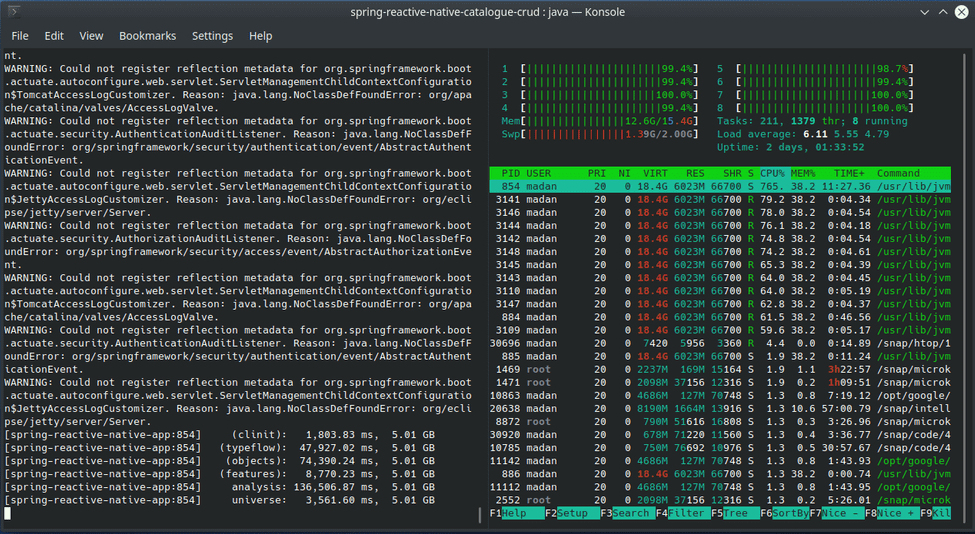 spring-reactive-native-catalogue-crud : java — Konsole
File Edit View Bookmarks Settings Help
nt.
WARNING: Could not register reflection metadata for org.springframework.boot
.actuate.autoconfigure.web.servlet.ServletManagementChildContextConfiguratio
n$TomcatAccessLogCustomizer. Reason: java.lang.NoClassDefFoundError: org/apa
che/catalina/valves/AccessLogValve.
WARNING: Could not register reflection metadata for org.springframework.boot
.actuate.security.AuthenticationAuditListener. Reason: java.lang.NoClassDefF
oundError: org/springframework/security/authentication/event/AbstractAuthent
icationEvent.
WARNING: Could not register reflection metadata for org.springframework.boot
.actuate.autoconfigure.web.servlet.ServletManagementChildContextConfiguratio
n$JettyAccessLogCustomizer. Reason: java.lang.NoClassDefFoundError: org/ecli
pse/jetty/server/Server.
WARNING: Could not register reflection metadata for org.springframework.boot
.actuate.security.AuthorizationAuditListener. Reason: java.lang.NoClassDefFo
undError: org/springframework/security/access/event/AbstractAuthorizationEve
nt.
WARNING: Could not register reflection metadata for org.springframework.boot
.actuate.autoconfigure.web.servlet.ServletManagementChildContextConfiguratio
n$TomcatAccessLogCustomizer. Reason: java.lang.NoClassDefFoundError: org/apa
che/catalina/valves/AccessLogValve.
WARNING: Could not register reflection metadata for org.springframework.boot
.actuate.security.AuthenticationAuditListener. Reason: java.lang.NoClassDefF
oundError: org/springframework/security/authentication/event/AbstractAuthent
icationEvent.
WARNING: Could not register reflection metadata for org.springframework.boot
.actuate.autoconfigure.web.servlet.ServletManagementChildContextConfiguratio
n$JettyAccessLogCustomizer. Reason: java.lang.NoClassDefFoundError: org/ecli
pse/jetty/server/Server.
[spring-reactive-native-app:854] (clinit): 1,803.83 ms, 5.01 GB
[spring-reactive-native-app:854] (typeflow): 47,927.02 ms, 5.01 GB
[spring-reactive-native-app:854] (objects): 74,390.24 ms, 5.01 GB
[spring-reactive-native-app:854] (features): 8,770.23 ms, 5.01 GB
[spring-reactive-native-app:854] analysis: 136,506.87 ms, 5.01 GB
[spring-reactive-native-app:854] universe: 3,561.60 ms, 5.01 GB
1 [99.4%] 5 [98.7%]
2 [99.4%] 6 [99.4%]
3 [100.0%] 7 [100.0%]
4 [99.4%] 8 [100.0%]
Mem[12.6G/15.4G] Tasks: 211, 1379 thr; 8 running
Swp[1.39G/2.00G] Load average: 6.11 5.55 4.79
Uptime: 2 days, 01:33:52
PID USER PRI NI VIRT RES SHR S CPU% MEM% TIME+ Command
854 madan 20 0 18.4G 6023M 66700 S 765. 38.2 11:27.36 /usr/lib/jvm
3141 madan 20 0 18.4G 6023M 66700 R 79.2 38.2 0:04.34 /usr/lib/jvm
3146 madan 20 0 18.4G 6023M 66700 R 78.0 38.2 0:04.54 /usr/lib/jvm
3144 madan 20 0 18.4G 6023M 66700 R 76.1 38.2 0:04.18 /usr/lib/jvm
3142 madan 20 0 18.4G 6023M 66700 R 74.8 38.2 0:04.54 /usr/lib/jvm
3148 madan 20 0 18.4G 6023M 66700 R 74.2 38.2 0:04.61 /usr/lib/jvm
3145 madan 20 0 18.4G 6023M 66700 R 65.3 38.2 0:04.39 /usr/lib/jvm
3143 madan 20 0 18.4G 6023M 66700 R 64.0 38.2 0:04.45 /usr/lib/jvm
3110 madan 20 0 18.4G 6023M 66700 R 64.0 38.2 0:05.19 /usr/lib/jvm
3147 madan 20 0 18.4G 6023M 66700 R 62.8 38.2 0:04.37 /usr/lib/jvm
884 madan 20 0 18.4G 6023M 66700 R 61.5 38.2 0:46.56 /usr/lib/jvm
3109 madan 20 0 18.4G 6023M 66700 R 59.6 38.2 0:05.17 /usr/lib/jvm
30696 madan 20 0 7420 5956 3360 R 4.4 0.0 0:14.89 /snap/htop/1
885 madan 20 0 18.4G 6023M 66700 S 1.9 38.2 0:11.24 /usr/lib/jvm
1469 root 20 0 2237M 169M 15164 S 1.9 1.1 3h22:57 /snap/microk
1471 root 20 0 2098M 37156 12316 S 1.9 0.2 1h09:51 /snap/microk
10863 madan 20 0 4686M 127M 70748 S 1.3 0.8 7:19.12 /opt/google/
20638 madan 20 0 8190M 1664M 13916 S 1.3 10.6 57:00.79 /snap/intell
8872 root 20 0 790M 51616 16808 S 1.3 0.3 3:26.96 /snap/microk
30920 madan 20 0 678M 71220 11560 S 1.3 0.4 3:36.77 /snap/code/4
10785 madan 20 0 750M 76692 10976 S 1.3 0.5 30:57.67 /snap/code/4
11142 madan 20 0 4686M 127M 70748 S 1.3 0.8 1:43.93 /opt/google/
886 madan 20 0 18.4G 6023M 66700 S 1.3 38.2 0:00.74 /usr/lib/jvm
11112 madan 20 0 4686M 127M 70748 S 1.3 0.8 1:43.95 /opt/google/
2552 root 20 0 2098M 37156 12316 S 1.3 0.2 5:26.01 /snap/microk
F1Help F2Setup F3Search F4Filter F5Tree F6SortByF7Nice - F8Nice + F9Kil